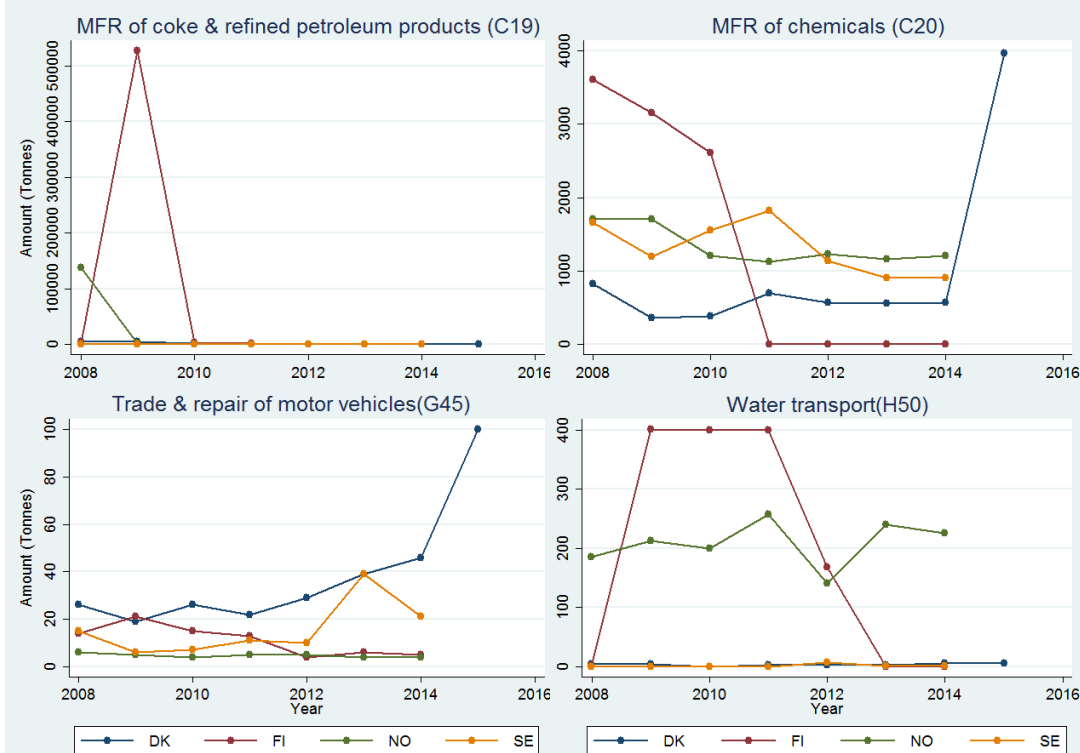 MFR of coke & refined petroleum products (C19)
MFR of chemicals (C20)
Amount (Tonnes)
0 100000 200000 300000 400000 500000
2008 2010 2012 2014 2016
0 1000 2000 3000 4000
2008 2010 2012 2014 2016
Trade & repair of motor vehicles(G45)
Water transport(H50)
Amount (Tonnes)
0 20 40 60 80 100
2008 2010 2012 2014 2016
Year
0 100 200 300 400
2008 2010 2012 2014 2016
Year
DK FI NO SE
DK FI NO SE